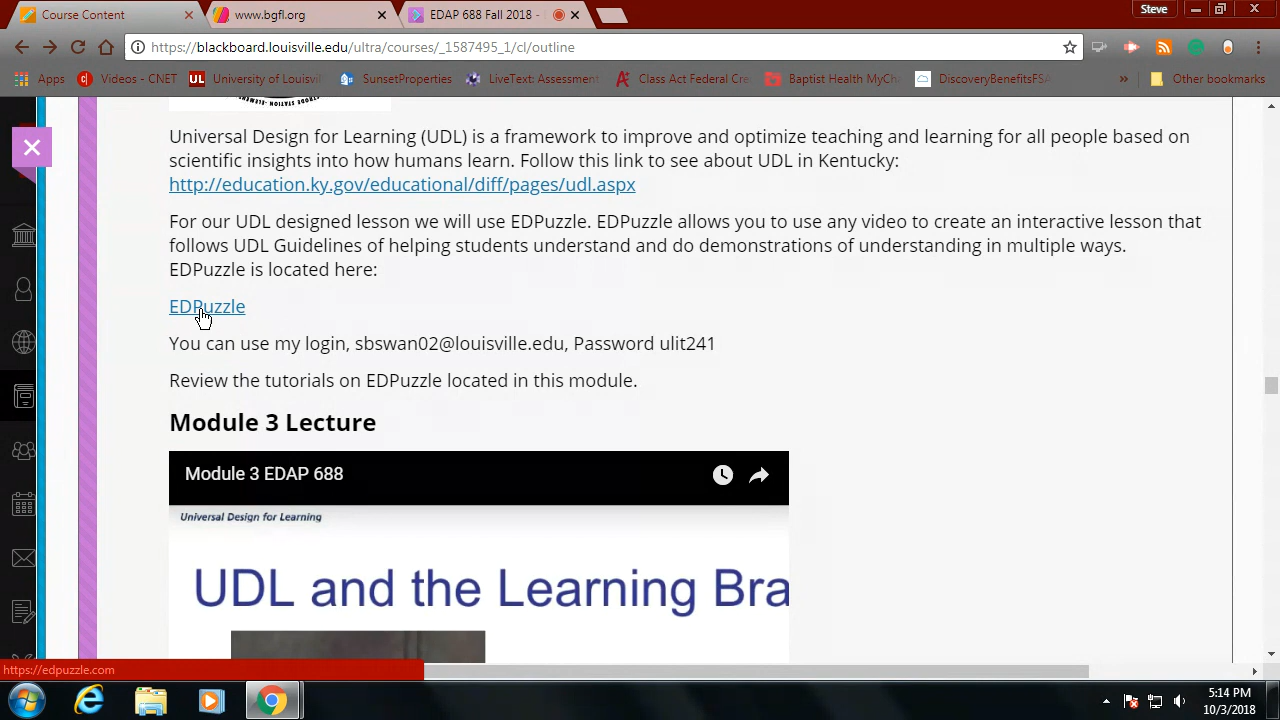 Course Content
www.bgfl.org
EDAP 688 Fall 2018 -
Steve
https://blackboard.louisville.edu/ultra/courses/_1587495_1/cl/outline
Apps
Videos - CNET
UL University of Louisvi
SunsetProperties
LiveText: Assessment
Class Act Federal Cre
Baptist Health MyCh
DiscoveryBenefitsFSA
Other bookmarks
Universal Design for Learning (UDL) is a framework to improve and optimize teaching and learning for all people based on
scientific insights into how humans learn. Follow this link to see about UDL in Kentucky:
http://education.ky.gov/educational/diff/pages/udl.aspx
For our UDL designed lesson we will use EDPuzzle. EDPuzzle allows you to use any video to create an interactive lesson that
follows UDL Guidelines of helping students understand and do demonstrations of understanding in multiple ways.
EDPuzzle is located here:
EDPuzzle
You can use my login, sbswan02@louisville.edu, Password ulit241
Review the tutorials on EDPuzzle located in this module.
Module 3 Lecture
Module 3 EDAP 688
Universal Design for Learning
UDL and the Learning Bra
https://edpuzzle.com
5:14 PM
10/3/2018